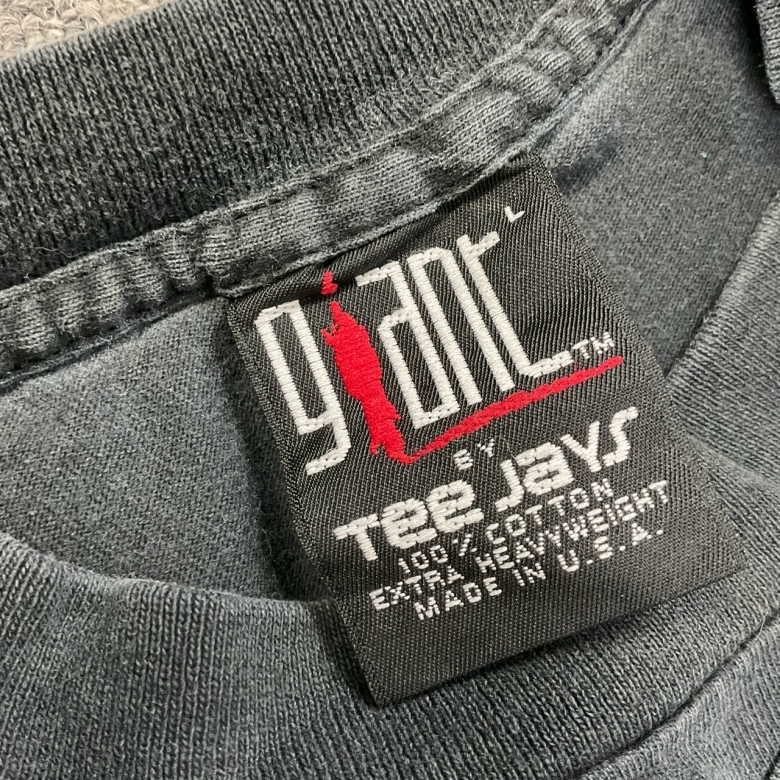 L
giant TM
BY
Tee Jays
100% COTTON
EXTRA HEAVYWEIGHT
MADE IN U.S.A.